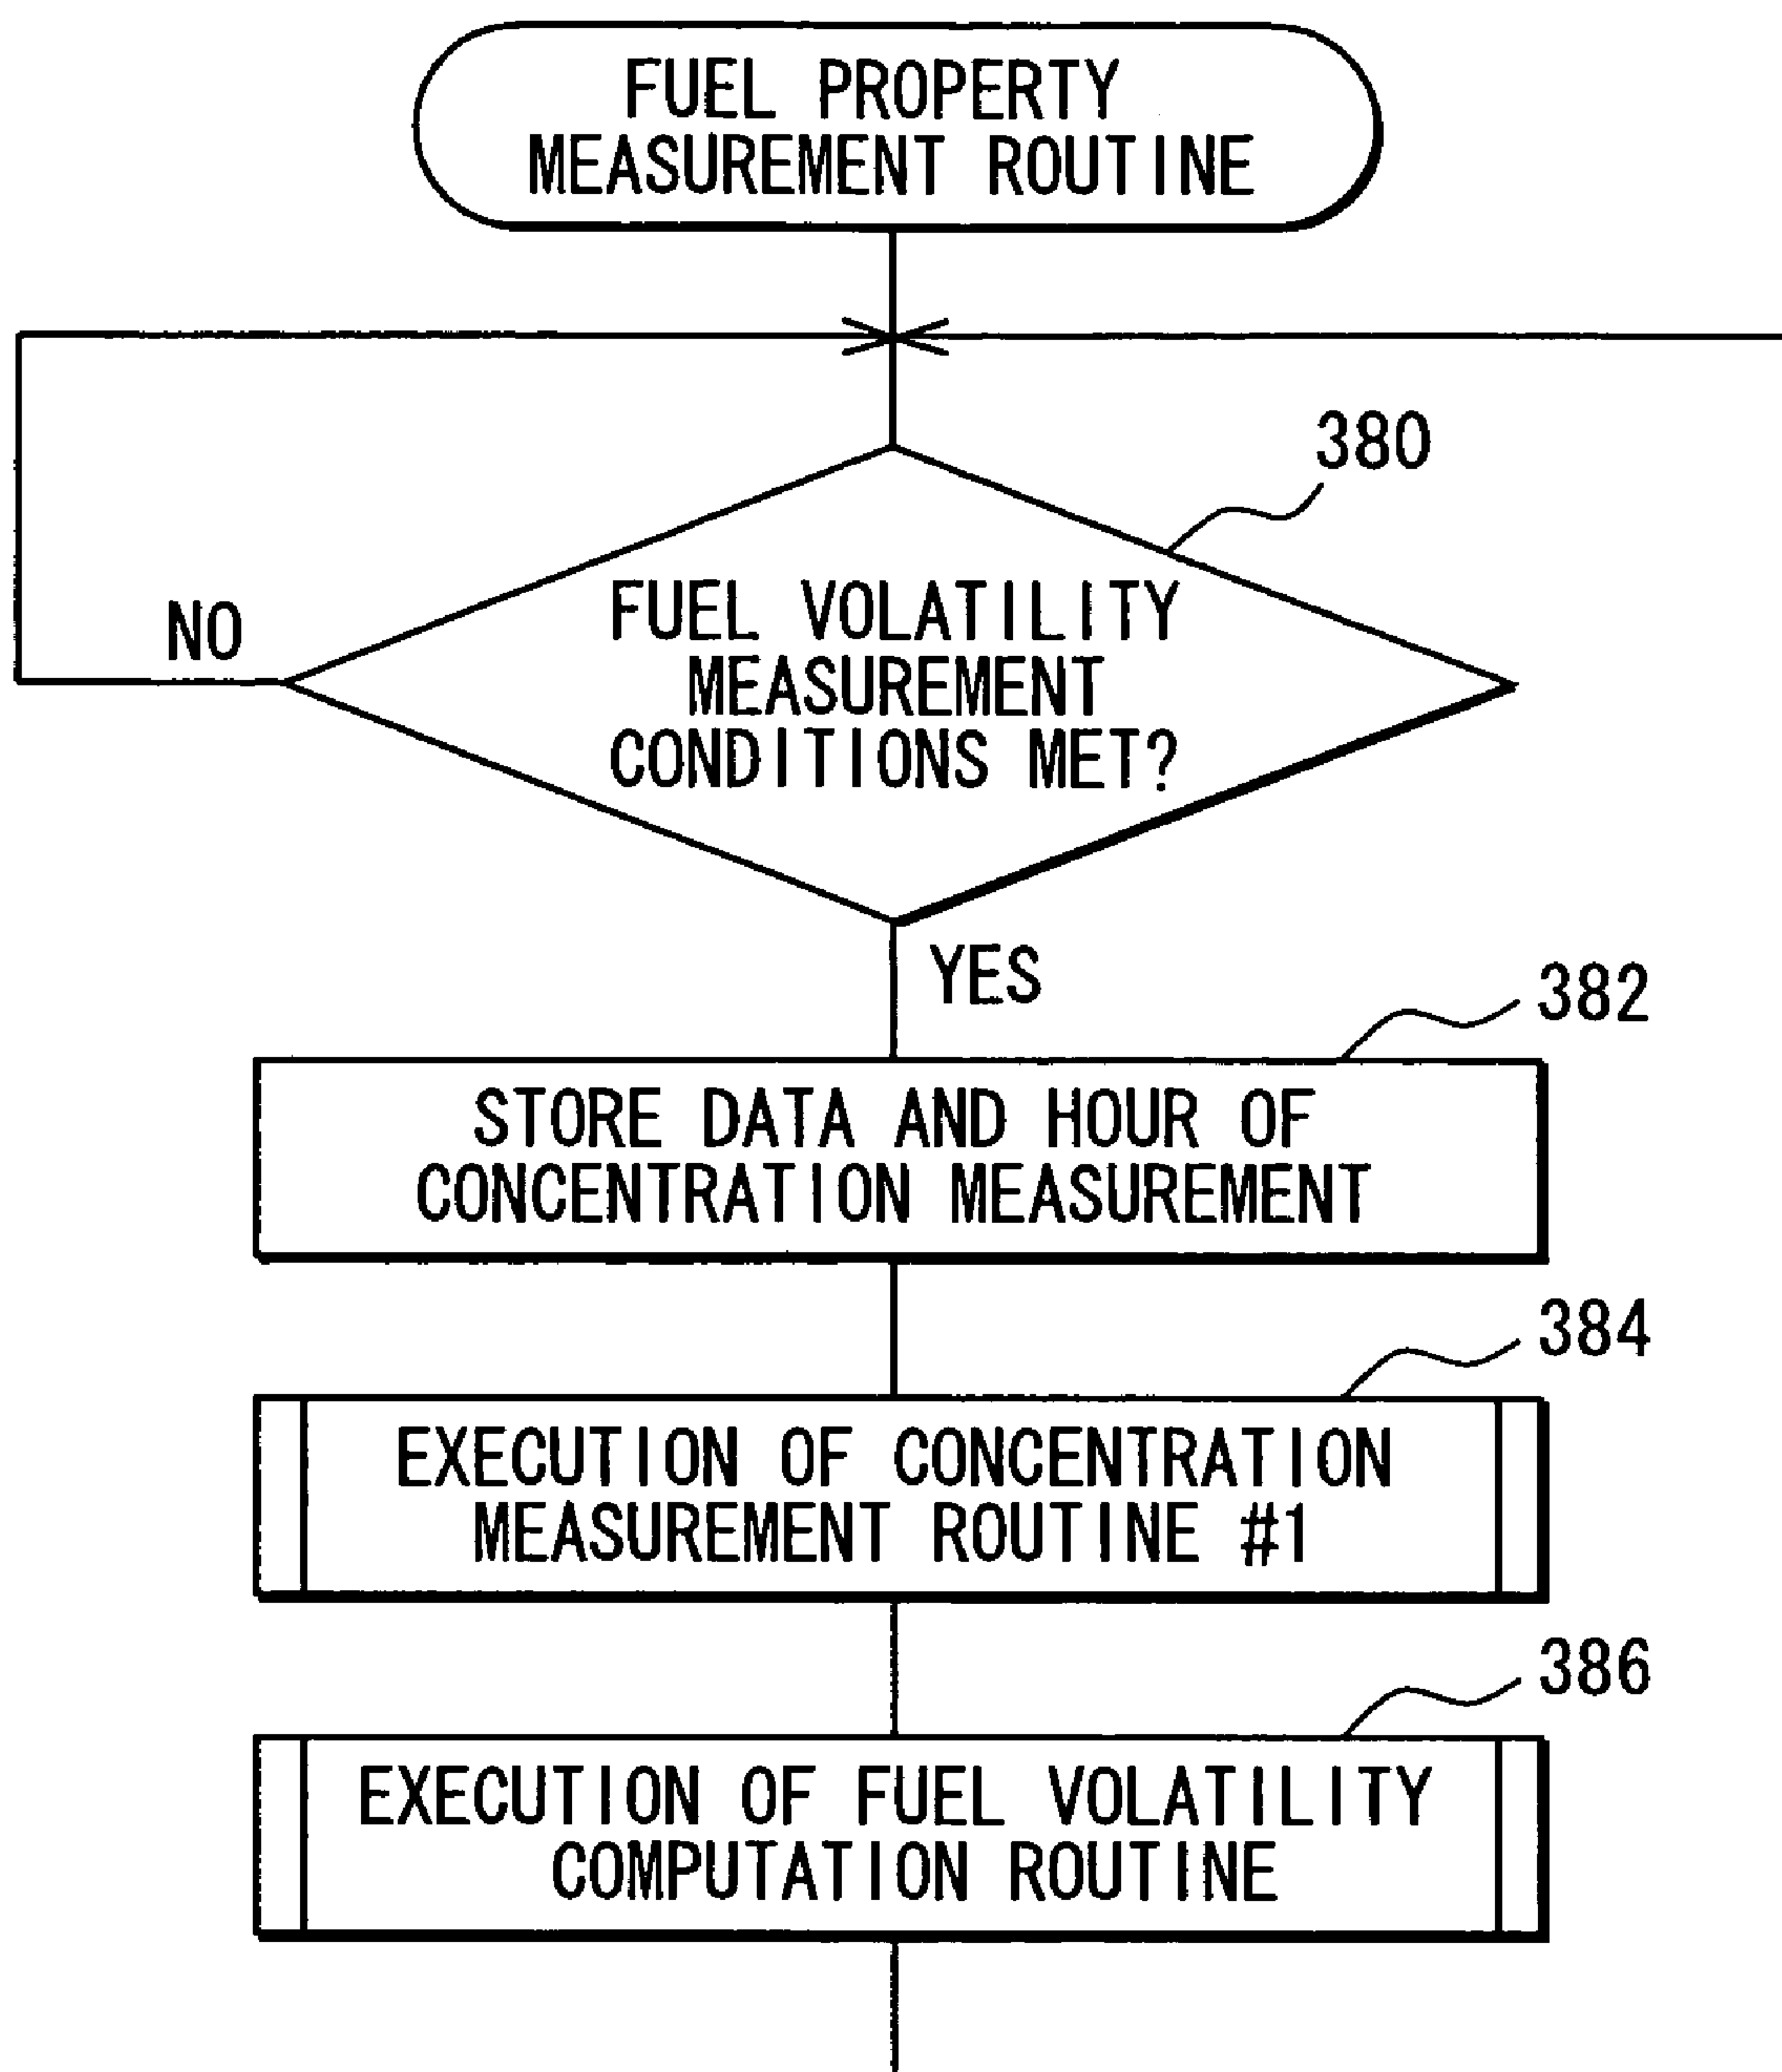 FUEL PROPERTY
MEASUREMENT ROUTINE
380
FUEL VOLATILITY
MEASUREMENT
CONDITIONS MET?
NO
YES
382
STORE DATA AND HOUR OF
CONCENTRATION MEASUREMENT
384
EXECUTION OF CONCENTRATION
MEASUREMENT ROUTINE #1
386
EXECUTION OF FUEL VOLATILITY
COMPUTATION ROUTINE